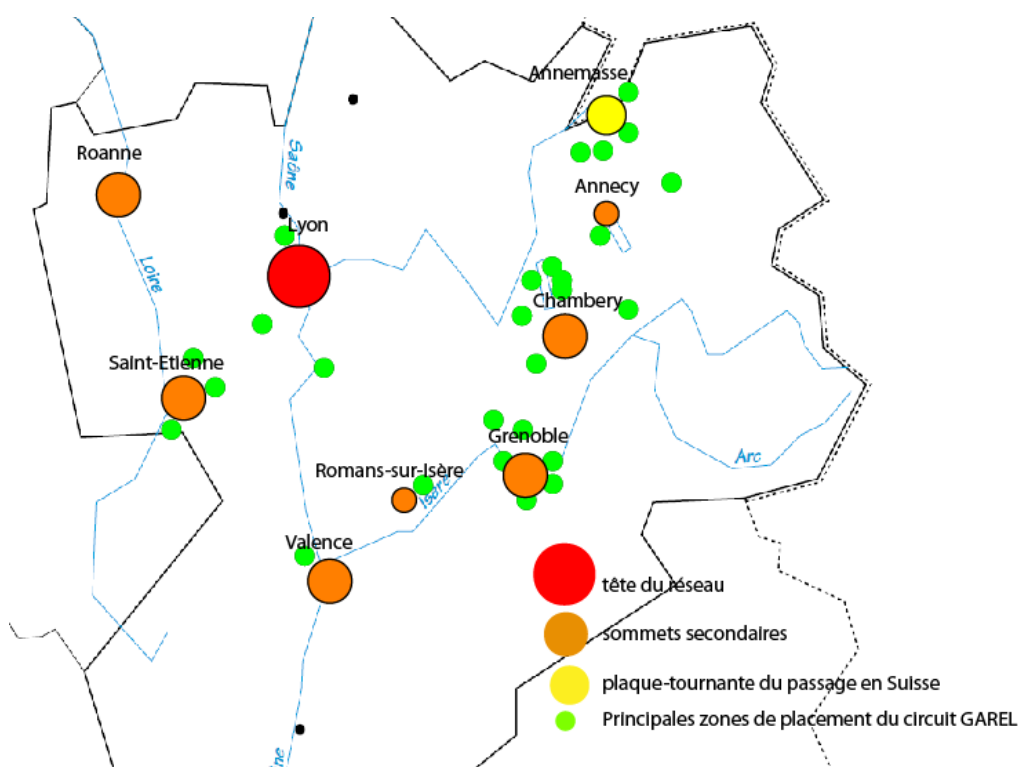 Annemasse
Roanne
Saône
Annecy
Lyon
Loire
Chambery
Saint-Etienne
Grenoble
Arc
Romans-sur-Isère
Isère
Valence
tête du réseau
sommets secondaires
plaque-tournante du passage en Suisse
Principales zones de placement du circuit GAREL